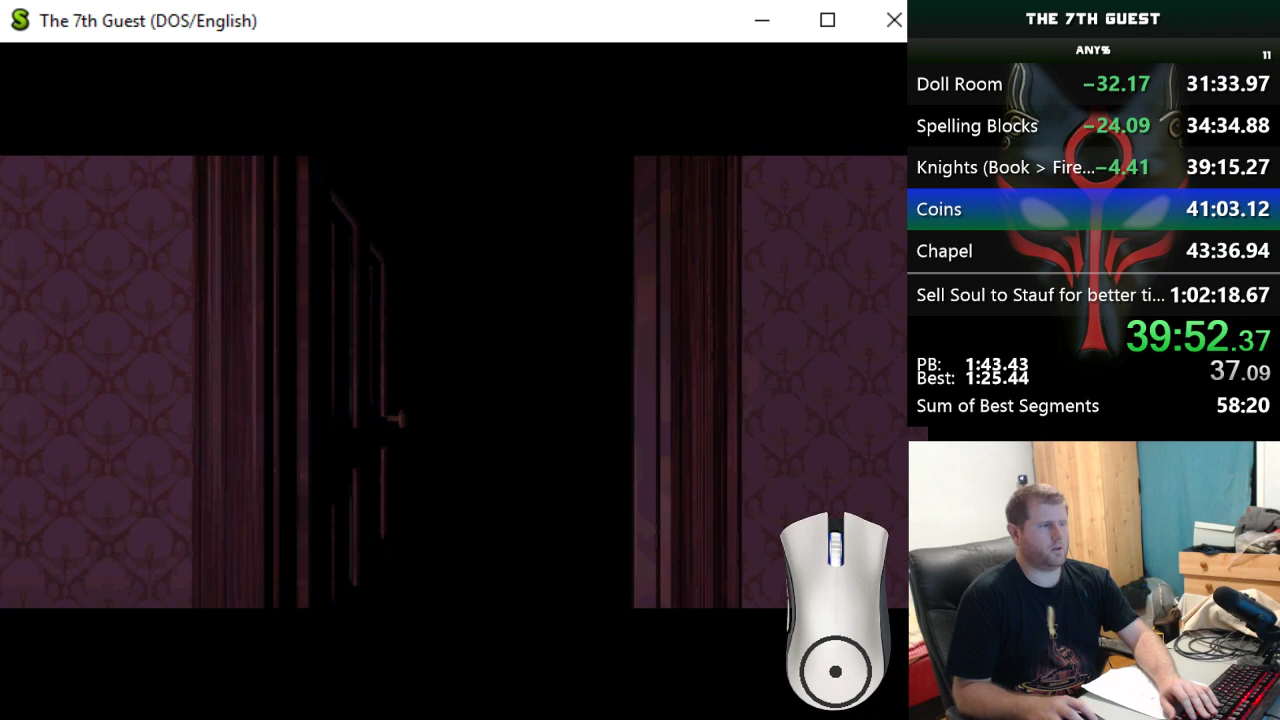 The 7th Guest (DOS/English)
THE 7TH GUEST
ANY%
11
Doll Room −32.17 31:33.97
Spelling Blocks −24.09 34:34.88
Knights (Book > Fire... −4.41 39:15.27
Coins 41:03.12
Chapel 43:36.94
Sell Soul to Stauf for better ti... 1:02:18.67
39:52.37
PB: 1:43.43
37.09
Best: 1:25.44
Sum of Best Segments 58:20